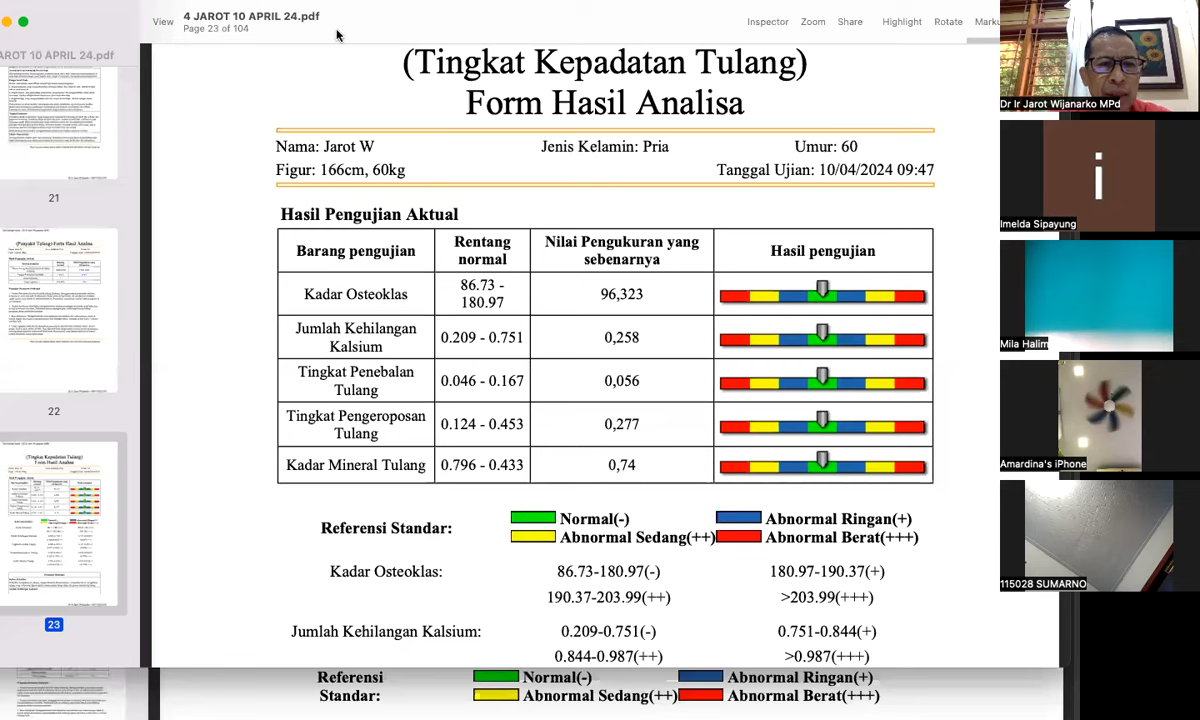 View
4 JAROT 10 APRIL 24.pdf
Page 23 of 104
Inspector Zoom Share Highlight Rotate Marku
AROT 10 APRIL 24.pdf
21
22
23
(Tingkat Kepadatan Tulang)
Form Hasil Analisa
Nama: Jarot W Jenis Kelamin: Pria Umur: 60
Figur: 166cm, 60kg Tanggal Ujian: 10/04/2024 09:47
Hasil Pengujian Aktual
Barang pengujian Rentang normal Nilai Pengukuran yang sebenarnya Hasil pengujian
Kadar Osteoklas 86.73 - 180.97 96,323
Jumlah Kehilangan Kalsium 0.209 - 0.751 0,258
Tingkat Penebalan Tulang 0.046 - 0.167 0,056
Tingkat Pengeroposan Tulang 0.124 - 0.453 0,277
Kadar Mineral Tulang 0.796 - 0.433 0,74
Referensi Standar: Normal(-) Abnormal Ringan(+)
Abnormal Sedang(++) Abnormal Berat(+++)
Kadar Osteoklas: 86.73-180.97(-) 180.97-190.37(+)
190.37-203.99(++) >203.99(+++)
Jumlah Kehilangan Kalsium: 0.209-0.751(-) 0.751-0.844(+)
0.844-0.987(++) >0.987(+++)
Referensi Normal(-) Abnormal Ringan(+)
Standar: Abnormal Sedang(++) Abnormal Berat(+++)
Dr Ir Jarot Wijanarko MPd
i
Imelda Sipayung
Mila Halim
Amardina's iPhone
115028 SUMARNO